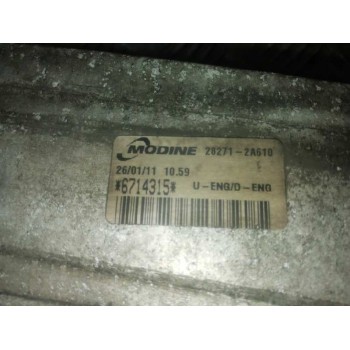 MODINE 28271-2A610
26/01/11 10.59
*6714315* U-ENG/D-ENG